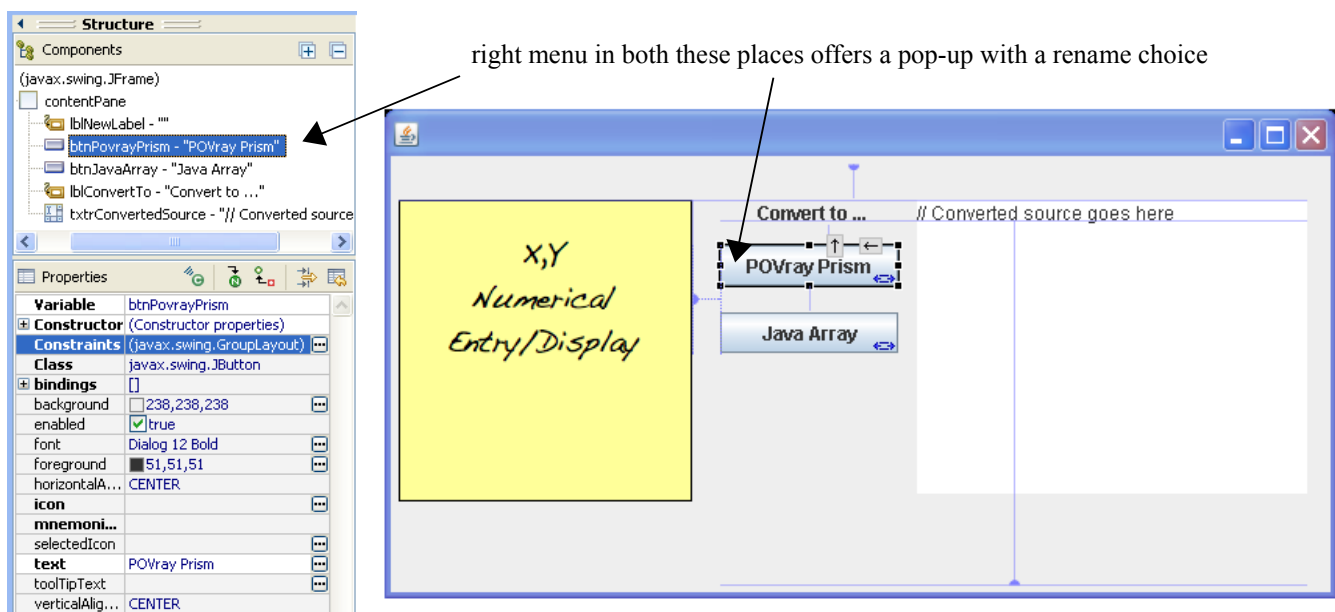 Structure
Components
(javax.swing.JFrame)
contentPane
lblNewLabel - ""
btnPovrayPrism - "POVray Prism"
btnJavaArray - "Java Array"
lblConvertTo - "Convert to ..."
txtrConvertedSource - "// Converted source
Properties
Variable btnPovrayPrism
Constructor (Constructor properties)
Constraints (javax.swing.GroupLayout)
Class javax.swing.JButton
bindings []
background 238,238,238
enabled true
font Dialog 12 Bold
foreground 51,51,51
horizontalA... CENTER
icon
mnemoni...
selectedIcon
text POVray Prism
toolTipText
verticalAlig... CENTER
right menu in both these places offers a pop-up with a rename choice
X,Y
Numerical
Entry/Display
Convert to ...
POVray Prism
Java Array
// Converted source goes here